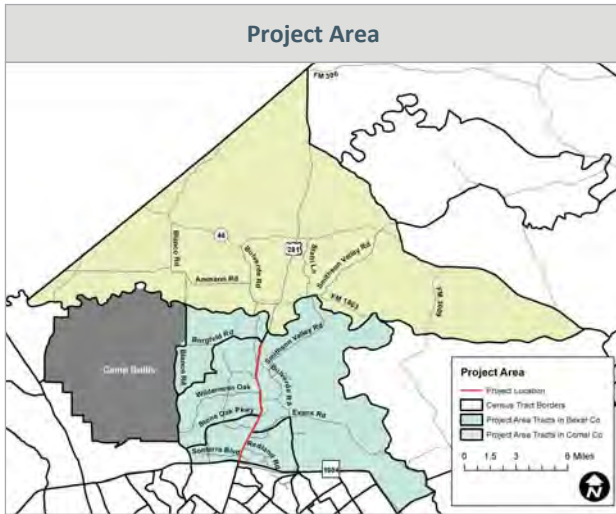 Project Area
FM 306
46
281
Blanco Rd
Bulverde Rd
Stahl Ln
Smithson Valley Rd
Ammann Rd
FM 1863
FM 3009
Camp Bullis
Borgfeld Rd
Blanco Rd
Smithson Valley Rd
Bulverde Rd
Wilderness Oak
Stone Oak Pkwy
Evans Rd
Sonterra Blvd
Redland Rd
1604
Project Area
Project Location
Census Tract Borders
Project Area Tracts in Bexar Co
Project Area Tracts in Comal Co
0 1.5 3 6 Miles
N